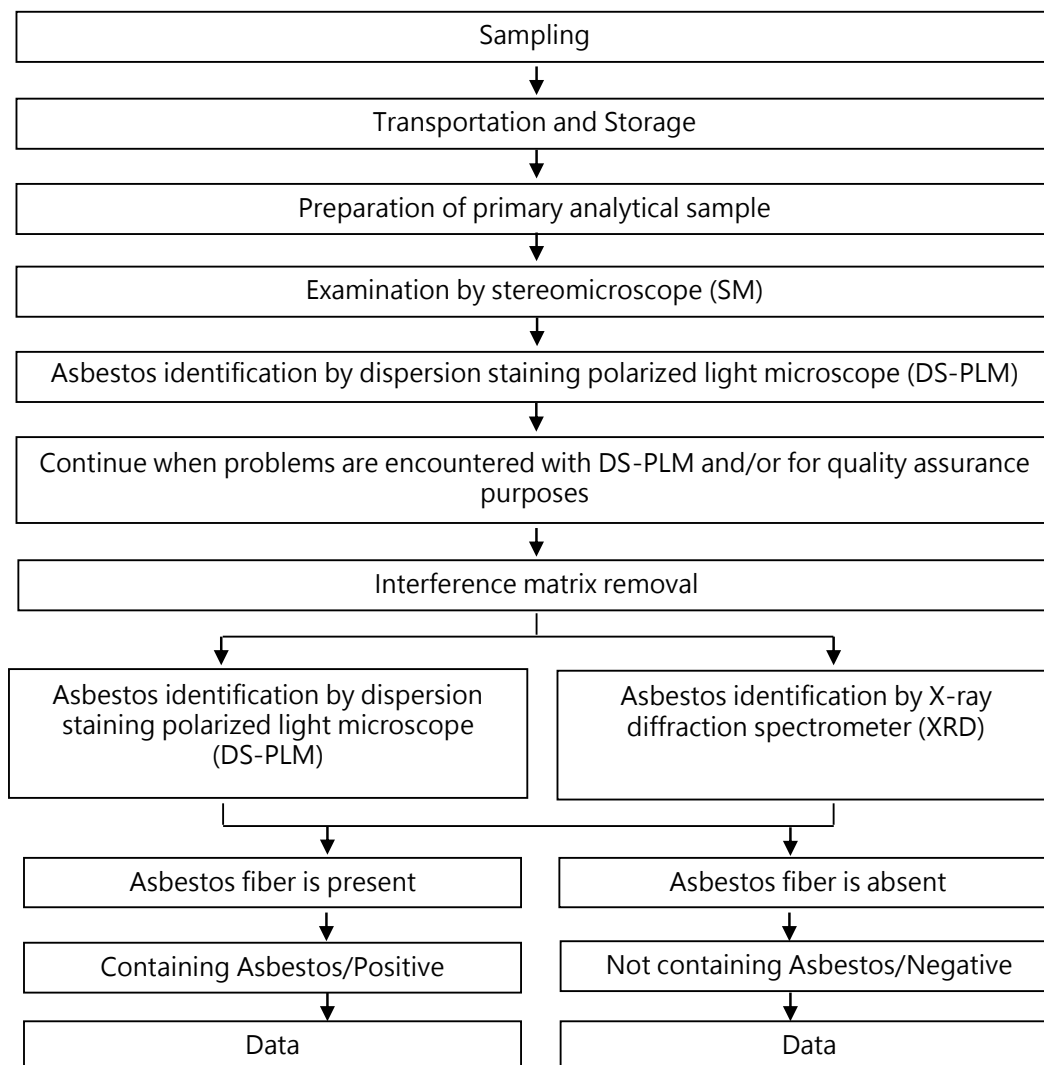 Sampling
Transportation and Storage
Preparation of primary analytical sample
Examination by stereomicroscope (SM)
Asbestos identification by dispersion staining polarized light microscope (DS-PLM)
Continue when problems are encountered with DS-PLM and/or for quality assurance
purposes
Interference matrix removal
Asbestos identification by dispersion
staining polarized light microscope
(DS-PLM)
Asbestos identification by X-ray
diffraction spectrometer (XRD)
Asbestos fiber is present
Asbestos fiber is absent
Containing Asbestos/Positive
Not containing Asbestos/Negative
Data
Data